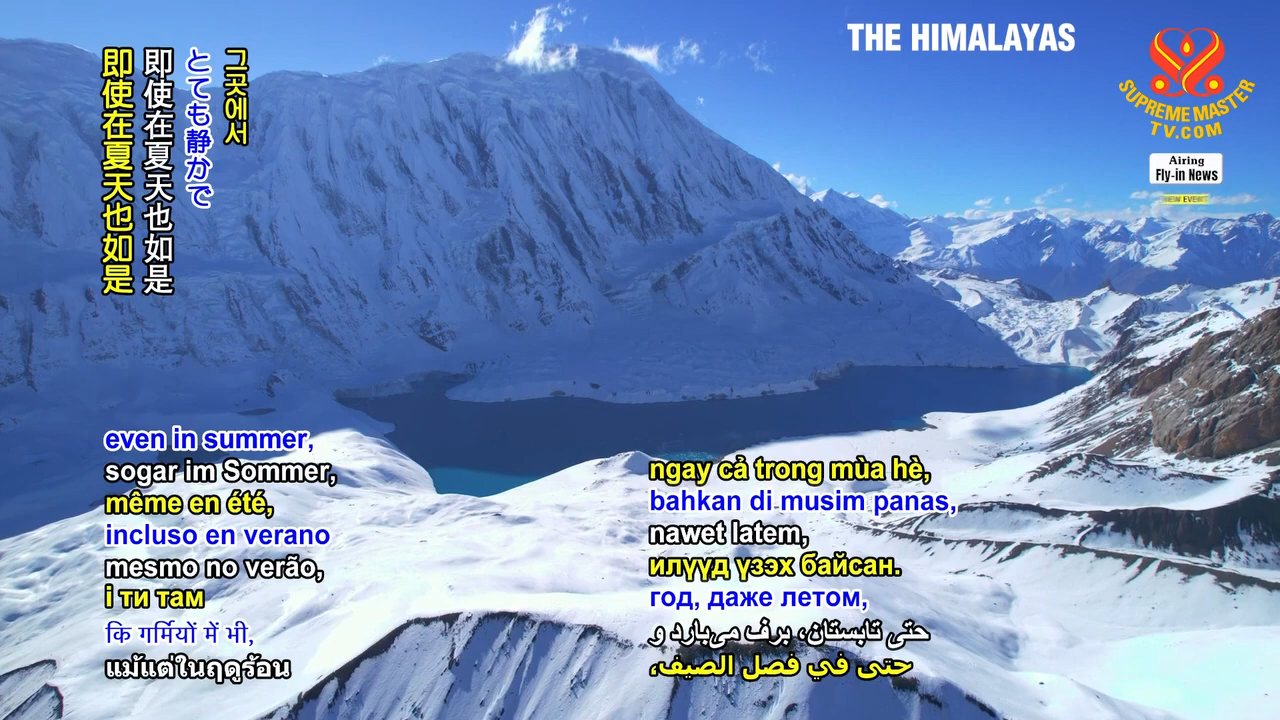 THE HIMALAYAS
SUPREME MASTER
TV.COM
Airing
Fly-in News
NEW EVENT
그곳에서
とても静かで
即使在夏天也如是
即使在夏天也如是
even in summer,
sogar im Sommer,
même en été,
incluso en verano
mesmo no verão,
і ти там
कि गर्मियों में भी,
แม้แต่ในฤดูร้อน
ngay cả trong mùa hè,
bahkan di musim panas,
nawet latem,
илүүд үзэх байсан.
год, даже летом,
حتی تابستان، برف می‌بارد و
حتى في فصل الصيف،